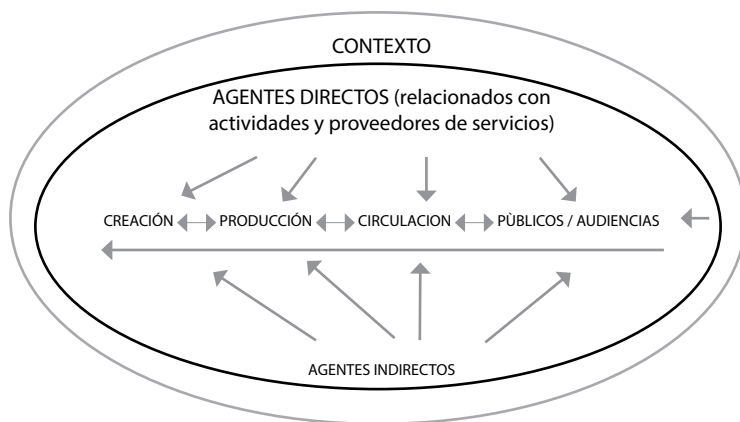 CONTEXTO
AGENTES DIRECTOS (relacionados con
actividades y proveedores de servicios)
CREACIÓN PRODUCCIÓN CIRCULACION PÙBLICOS / AUDIENCIAS
AGENTES INDIRECTOS